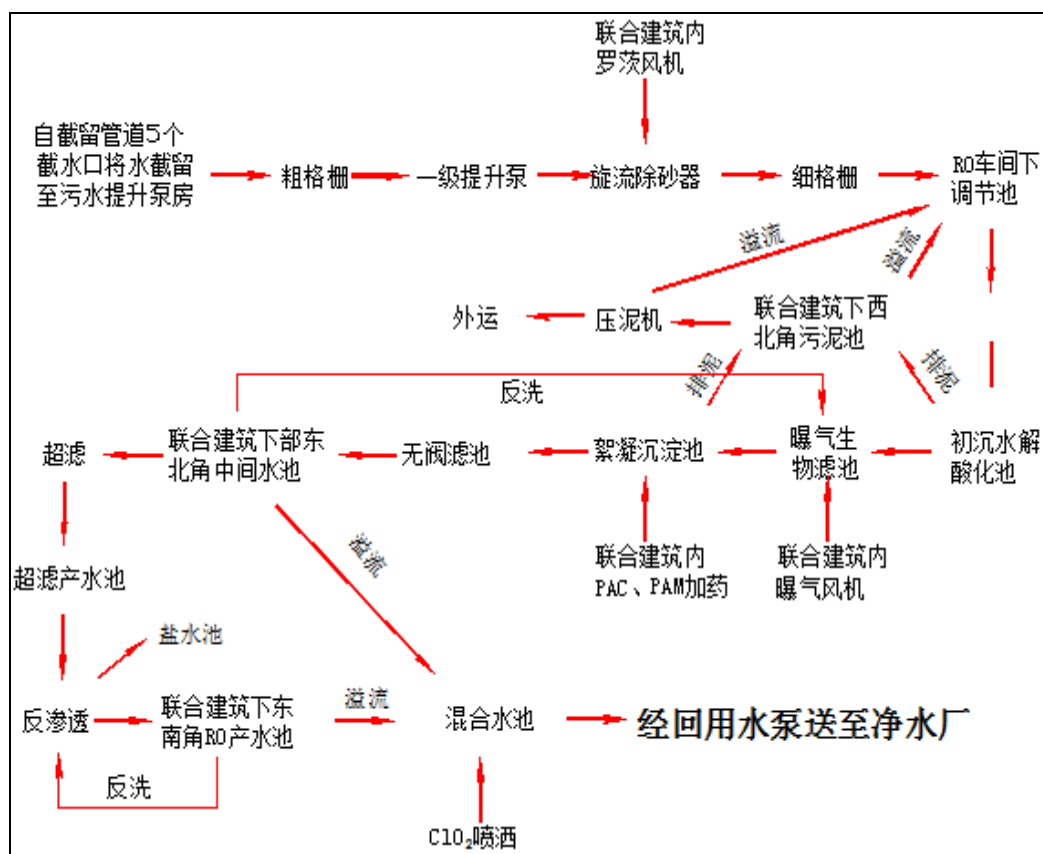 联合建筑内
罗茨风机
自截留管道5个
截水口将水截留
至污水提升泵房
粗格栅
一级提升泵
旋流除砂器
细格栅
RO车间下
调节池
溢流
溢流
外运
压泥机
联合建筑下西
北角污泥池
排泥
排泥
反洗
超滤
联合建筑下部东
北角中间水池
无阀滤池
絮凝沉淀池
曝气生
物滤池
初沉水解
酸化池
溢流
联合建筑内
PAC、PAM加药
联合建筑内
曝气风机
超滤产水池
盐水池
反渗透
联合建筑下东
南角RO产水池
溢流
混合水池
经回用水泵送至净水厂
反洗
ClO₂喷洒